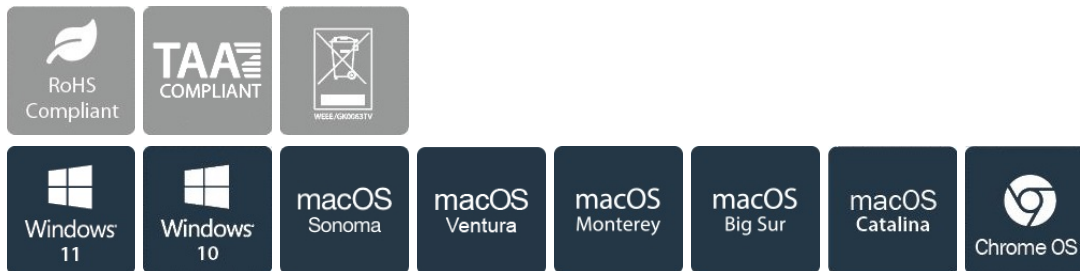 RoHS
Compliant
TAA
COMPLIANT
WEEE/GK0063TV
Windows
11
Windows
10
macOS
Sonoma
macOS
Ventura
macOS
Monterey
macOS
Big Sur
macOS
Catalina
Chrome OS